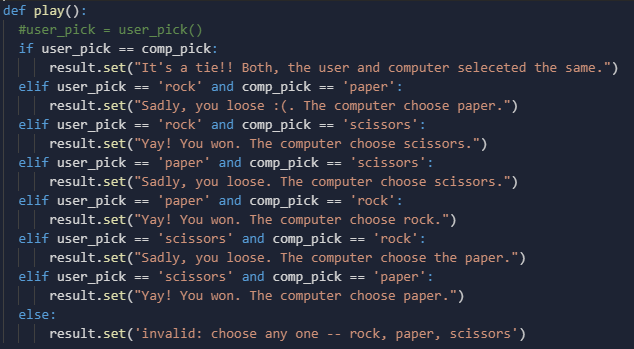 def play():
#user_pick = user_pick()
if user_pick == comp_pick:
result.set("It's a tie!! Both, the user and computer seleceted the same.")
elif user_pick == 'rock' and comp_pick == 'paper':
result.set("Sadly, you loose :(. The computer choose paper.")
elif user_pick == 'rock' and comp_pick == 'scissors':
result.set("Yay! You won. The computer choose scissors.")
elif user_pick == 'paper' and comp_pick == 'scissors':
result.set("Sadly, you loose. The computer choose scissors.")
elif user_pick == 'paper' and comp_pick == 'rock':
result.set("Yay! You won. The computer choose rock.")
elif user_pick == 'scissors' and comp_pick == 'rock':
result.set("Sadly, you loose. The computer choose the paper.")
elif user_pick == 'scissors' and comp_pick == 'paper':
result.set("Yay! You won. The computer choose paper.")
else:
result.set('invalid: choose any one -- rock, paper, scissors')